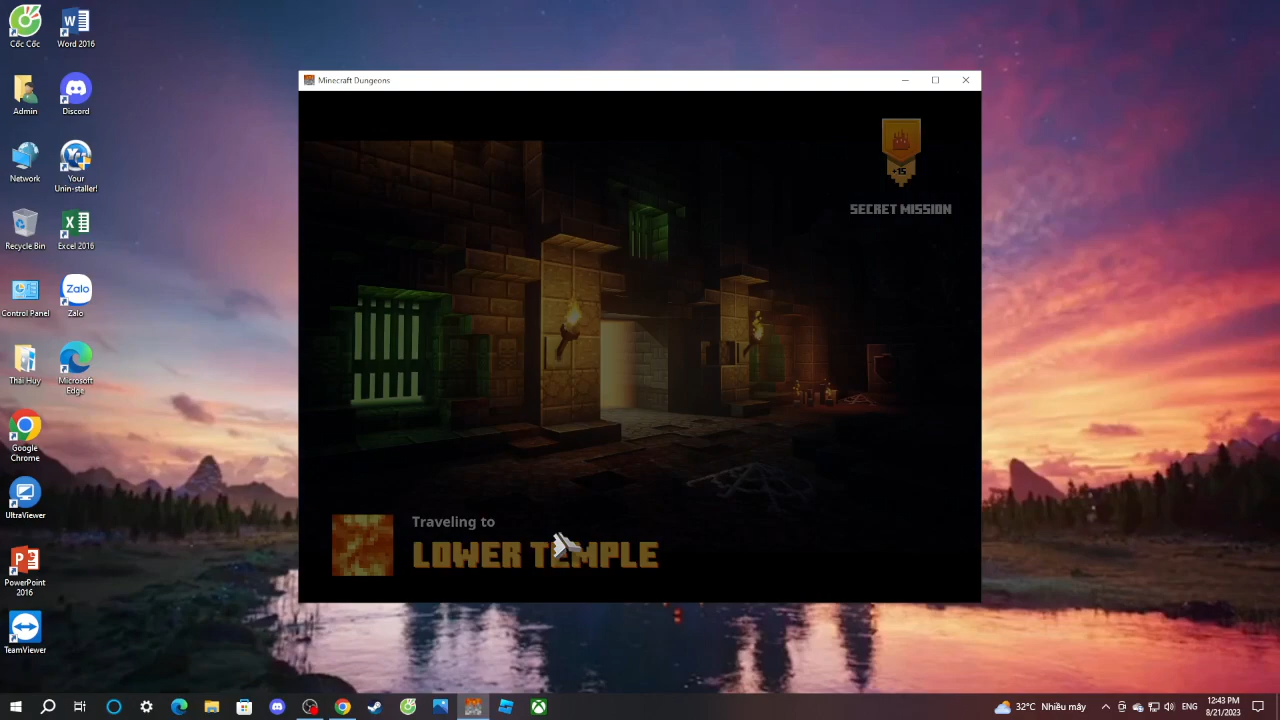 Cốc Cốc
Word 2016
Admin
Discord
Network
Your
Unin-staller!
Recycle Bin
Excel 2016
Control Panel
Zalo
Zalo
Thái Huy
Microsoft
Edge
Google
Chrome
UltraViewer
PowerPoint
2016
TeamViewer
Minecraft Dungeons
+15
SECRET MISSION
Traveling to
LOWER TEMPLE
32°C Nhiều mây
ENG
12:43 PM
8/21/2023